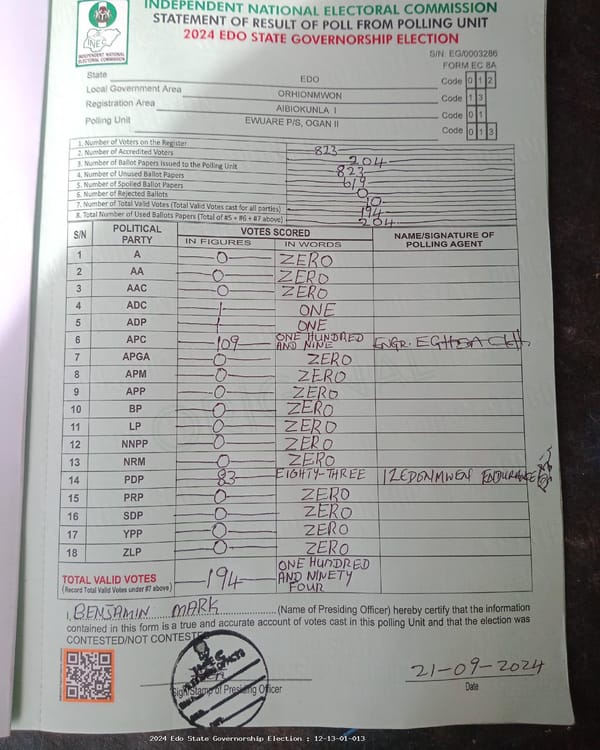 INDEPENDENT NATIONAL ELECTORAL COMMISSION
STATEMENT OF RESULT OF POLL FROM POLLING UNIT
2024 EDO STATE GOVERNORSHIP ELECTION
INEC
INDEPENDENT NATIONAL ELECTORAL COMMISSION
S/N: EG/0003286
FORM EC 8A
State EDO Code 0 1 2
Local Government Area ORHIONMWON Code 1 3
Registration Area AIBIOKUNLA I Code 0 1
Polling Unit EWUARE P/S, OGAN II Code 0 1 3
1. Number of Voters on the Register 823
2. Number of Accredited Voters 204
3. Number of Ballot Papers Issued to the Polling Unit 823
4. Number of Unused Ballot Papers 619
5. Number of Spoiled Ballot Papers 0
6. Number of Rejected Ballots 10
7. Number of Total Valid Votes (Total Valid Votes cast for all parties) 194
8. Total Number of Used Ballots Papers (Total of #5 + #6 + #7 above) 204
S/N POLITICAL PARTY VOTES SCORED NAME/SIGNATURE OF POLLING AGENT
IN FIGURES IN WORDS
1 A 0 ZERO
2 AA 0 ZERO
3 AAC 0 ZERO
4 ADC 1 ONE
5 ADP 1 ONE
6 APC 109 ONE HUNDRED AND NINE ENGR.
7 APGA 0 ZERO
8 APM 0 ZERO
9 APP 0 ZERO
10 BP 0 ZERO
11 LP 0 ZERO
12 NNPP 0 ZERO
13 NRM 0 ZERO
14 PDP 83 EIGHTY-THREE IZEDONMWEN ENDURANCE
15 PRP 0 ZERO
16 SDP 0 ZERO
17 YPP 0 ZERO
18 ZLP 0 ZERO
TOTAL VALID VOTES 194 ONE HUNDRED AND NINETY FOUR
(Record Total Valid Votes under #7 above)
I, BENJAMIN MARK (Name of Presiding Officer) hereby certify that the information
contained in this form is a true and accurate account of votes cast in this polling Unit and that the election was
CONTESTED/NOT CONTESTED
21-09-2024
Sign/Stamp of Presiding Officer Date
2024 Edo State Governorship Election : 12-13-01-013